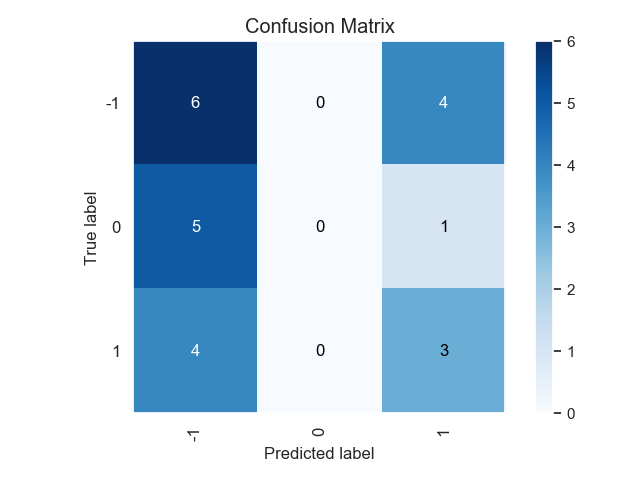 Confusion Matrix
True label
-1 6 0 4
0 5 0 1
1 4 0 3
-1 0 1
Predicted label
6
5
4
3
2
1
0